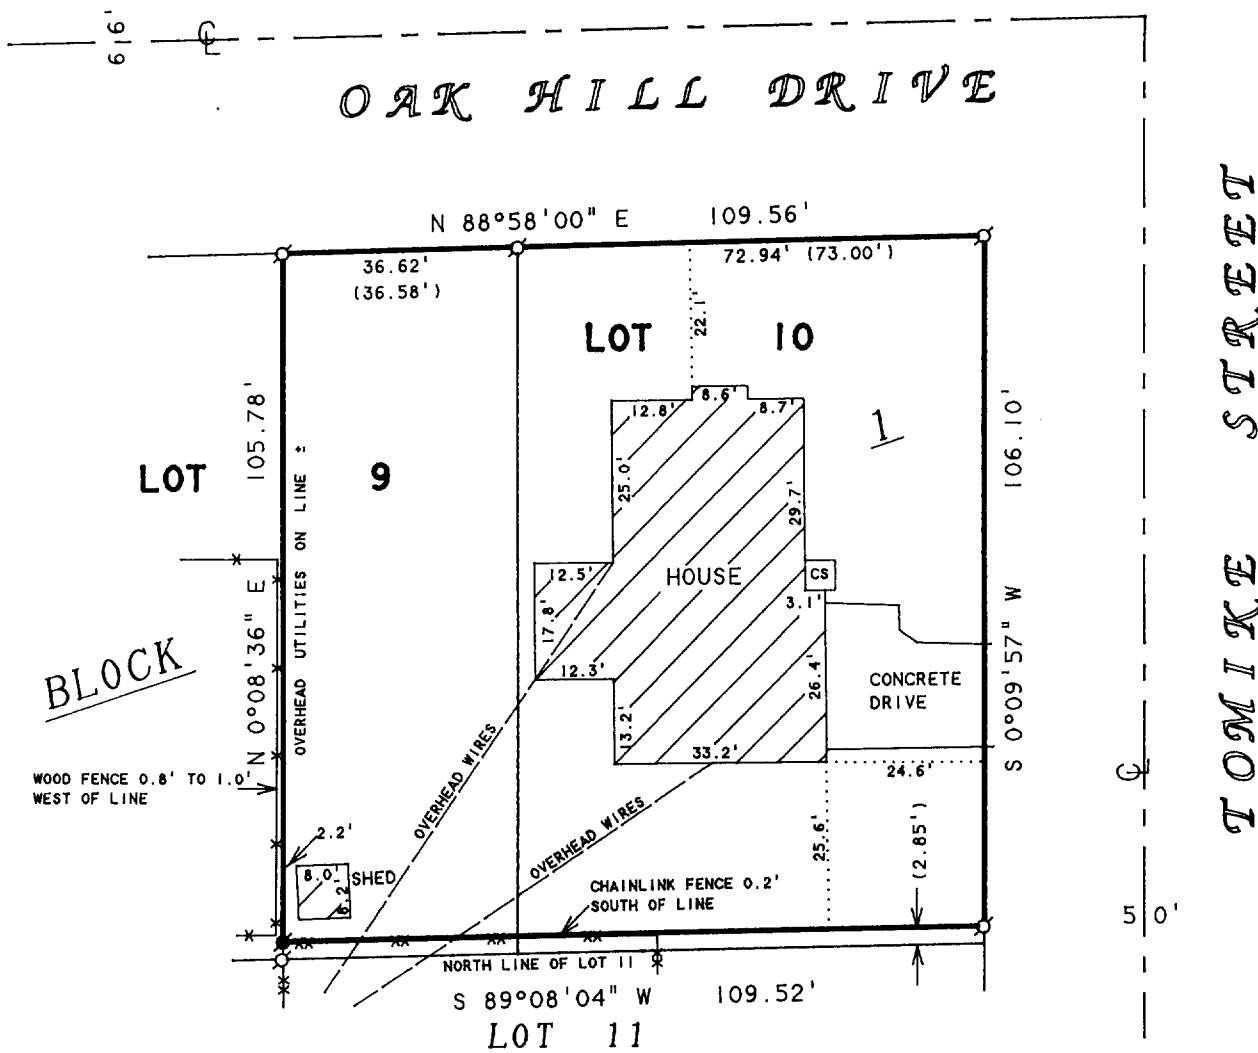 66'
CL
OAK HILL DRIVE
TOMIKE STREET
N 88°58'00" E 109.56'
36.62'
(36.58')
72.94' (73.00')
22.1'
LOT 10
8.6'
12.8'
8.7'
1
105.78'
106.10'
LOT 9
25.0'
29.7'
OVERHEAD UTILITIES ON LINE ±
12.5'
HOUSE
CS
3.1'
17.8'
N 0°08'36" E
S 0°09'57" W
BLOCK
12.3'
26.4'
CONCRETE
DRIVE
13.2'
33.2'
24.6'
CL
WOOD FENCE 0.8' TO 1.0'
WEST OF LINE
OVERHEAD WIRES
OVERHEAD WIRES
25.6'
(2.85')
2.2'
8.0'
SHED
8.2'
CHAINLINK FENCE 0.2'
SOUTH OF LINE
50'
NORTH LINE OF LOT 11
S 89°08'04" W 109.52'
LOT 11